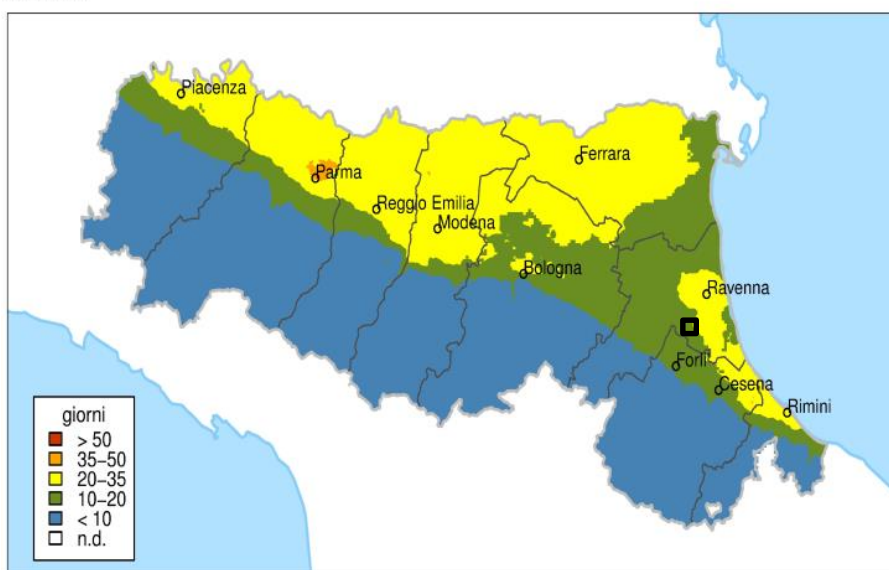 Piacenza
Parma
Reggio Emilia
Modena
Ferrara
Bologna
Ravenna
Forlì
Cesena
Rimini
giorni
> 50
35–50
20–35
10–20
< 10
n.d.